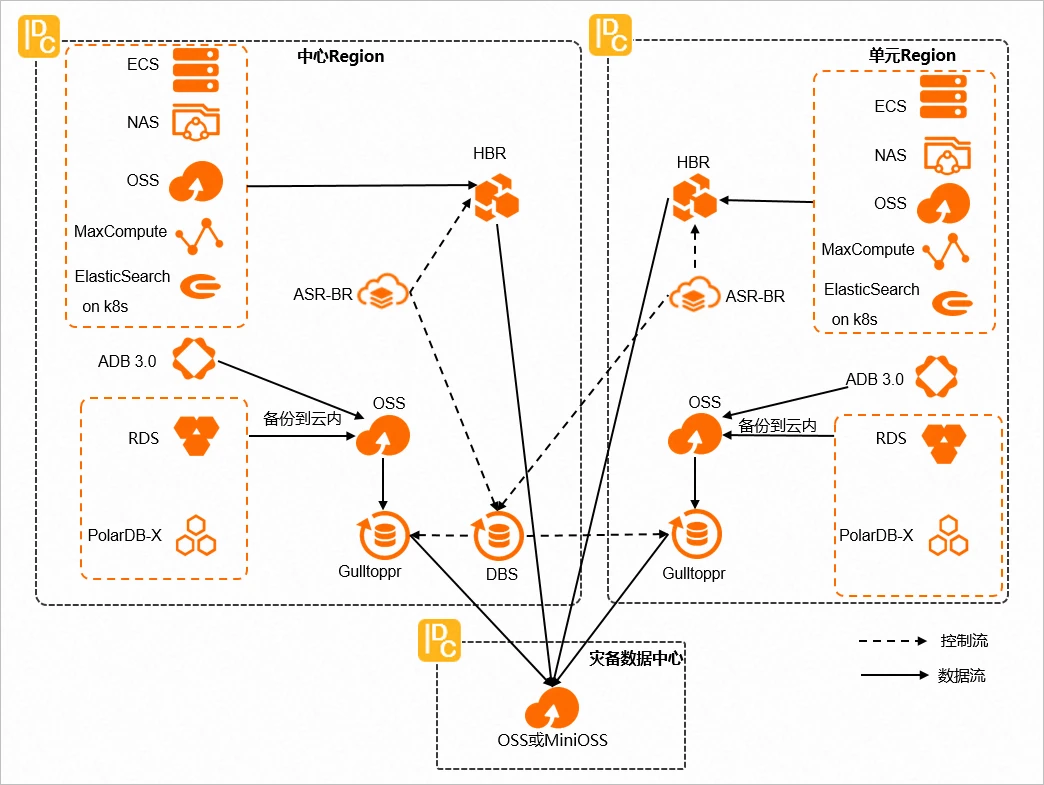 IDC
中心Region
ECS
NAS
OSS
MaxCompute
ElasticSearch
on k8s
HBR
ASR-BR
ADB 3.0
OSS
备份到云内
RDS
PolarDB-X
Gulltoppr
DBS
IDC
单元Region
ECS
NAS
OSS
MaxCompute
ElasticSearch
on k8s
HBR
ASR-BR
ADB 3.0
OSS
备份到云内
RDS
PolarDB-X
Gulltoppr
IDC
灾备数据中心
OSS或MiniOSS
控制流
数据流